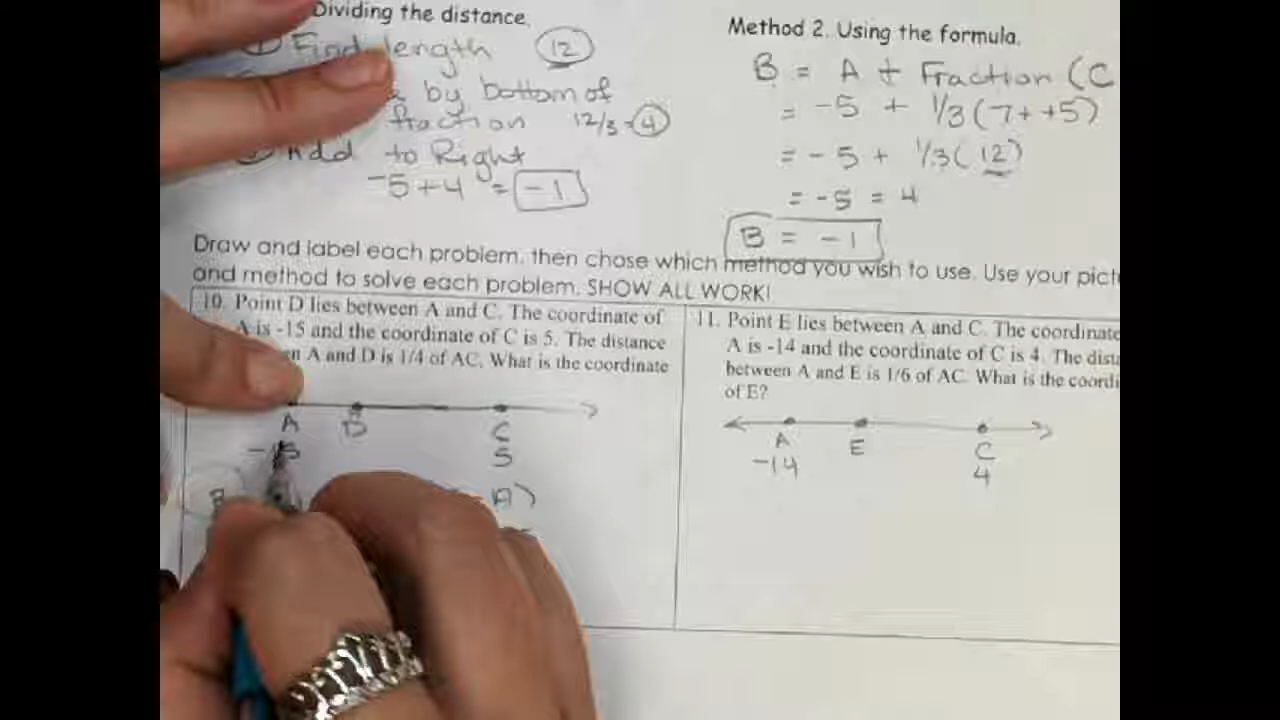 Dividing the distance.
① Find length 12
by bottom of
fraction 12/3 = 4
Add to Right
-5 + 4 = -1
Method 2. Using the formula.
B = A + Fraction (C
= -5 + 1/3 (7 + +5)
= -5 + 1/3 (12)
= -5 = 4
B = -1
Draw and label each problem, then chose which method you wish to use. Use your
and method to solve each problem. SHOW ALL WORK!
10. Point D lies between A and C. The coordinate of
A is -15 and the coordinate of C is 5. The distance
A and D is 1/4 of AC. What is the coordinate
A D C
-15 5
A)
11. Point E lies between A and C. The coordinate
A is -14 and the coordinate of C is 4. The
between A and E is 1/6 of AC. What is the
of E?
A E C
-14 4